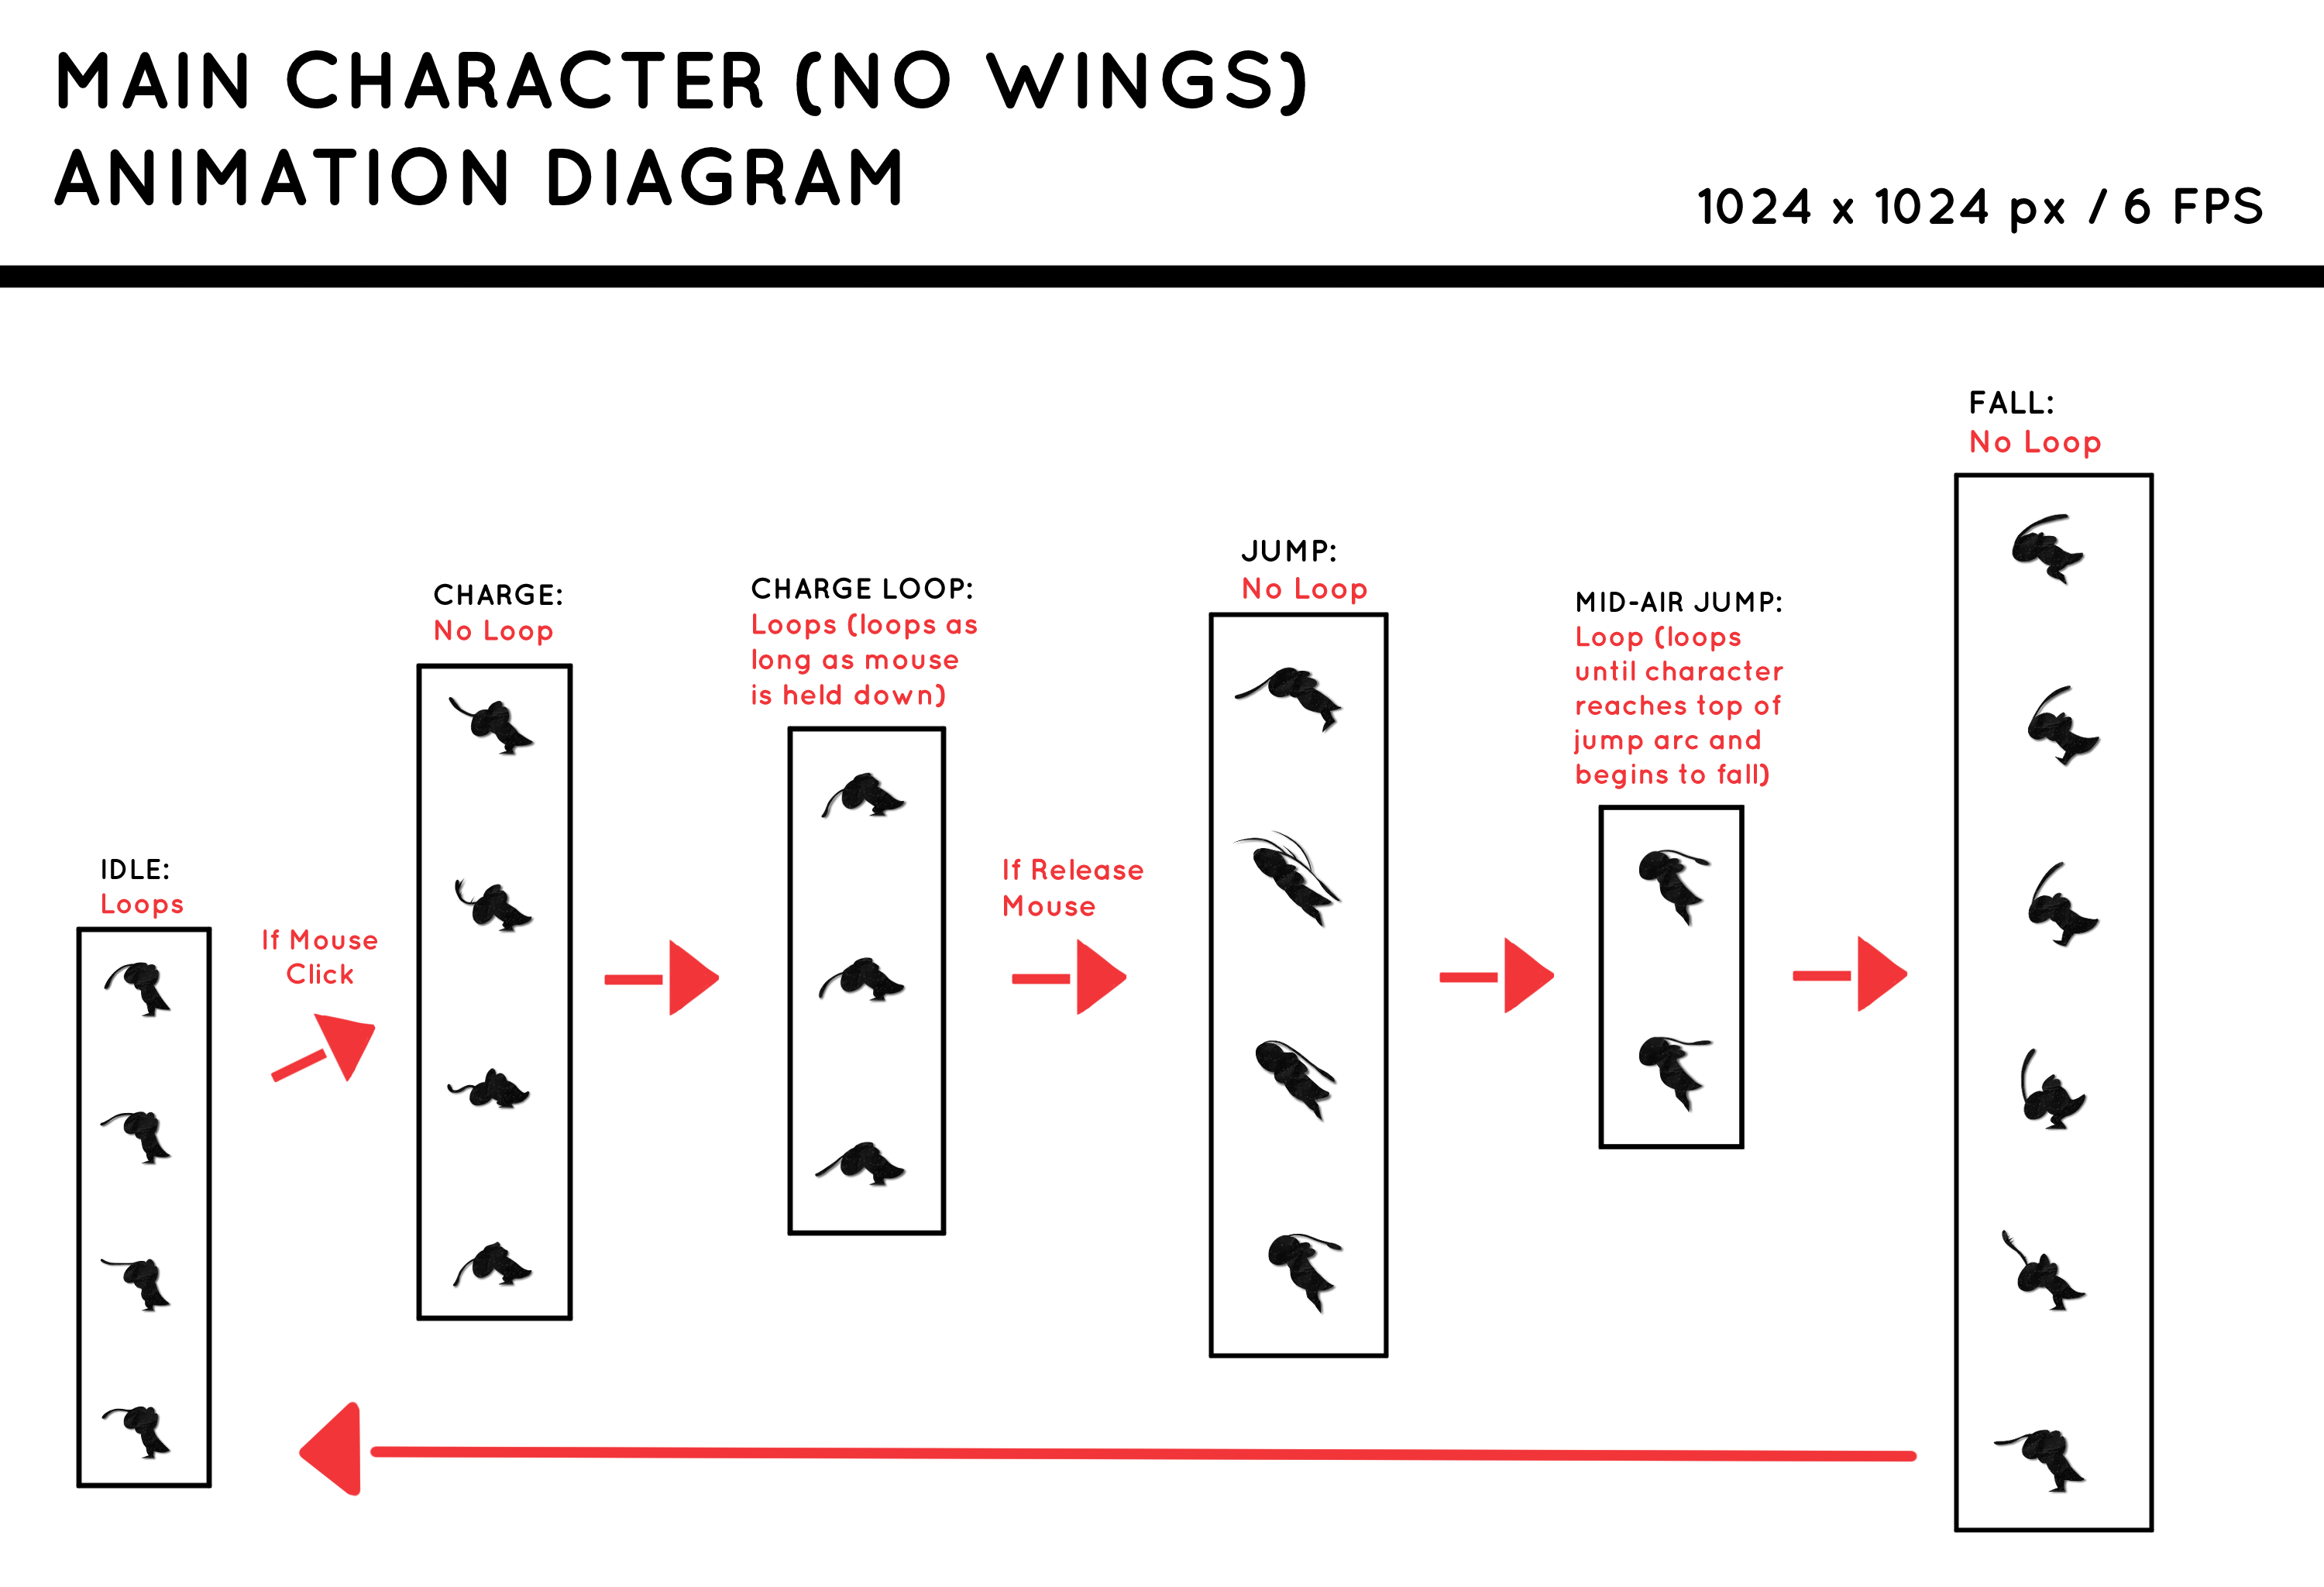 MAIN CHARACTER (NO WINGS)
ANIMATION DIAGRAM
1024 x 1024 px / 6 FPS
IDLE:
Loops
If Mouse
Click
CHARGE:
No Loop
CHARGE LOOP:
Loops (loops as
long as mouse
is held down)
If Release
Mouse
JUMP:
No Loop
MID-AIR JUMP:
Loop (loops
until character
reaches top of
jump arc and
begins to fall)
FALL:
No Loop